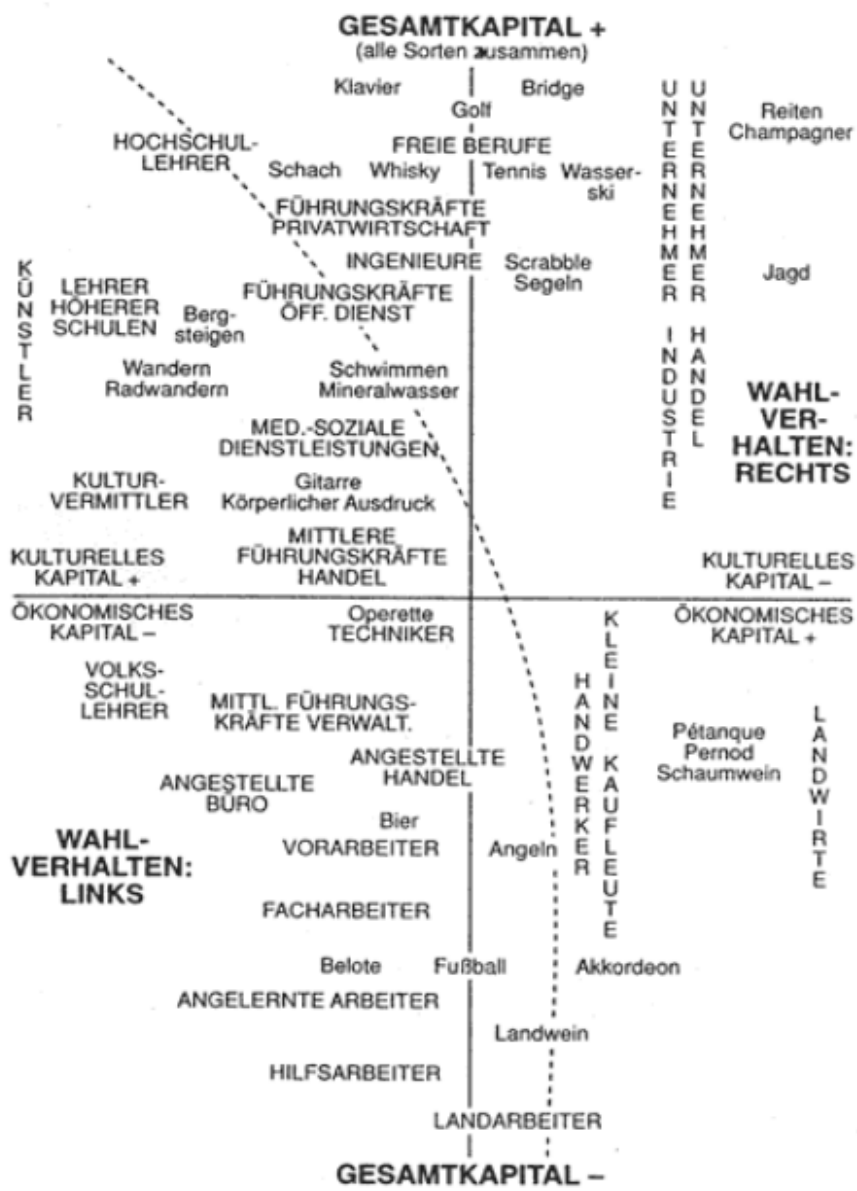 GESAMTKAPITAL +
(alle Sorten zusammen)
Klavier
Bridge
Golf
UNTERNEHMER INDUSTRIE
UNTERNEHMER HANDEL
Reiten
Champagner
HOCHSCHUL-
LEHRER
FREIE BERUFE
Schach
Whisky
Tennis
Wasser-
ski
FÜHRUNGSKRÄFTE
PRIVATWIRTSCHAFT
INGENIEURE
Scrabble
Segeln
Jagd
KÜNSTLER
LEHRER
HÖHERER
SCHULEN
Berg-
steigen
FÜHRUNGSKRÄFTE
ÖFF. DIENST
Wandern
Radwandern
Schwimmen
Mineralwasser
WAHL-
VER-
HALTEN:
RECHTS
MED.-SOZIALE
DIENSTLEISTUNGEN
KULTUR-
VERMITTLER
Gitarre
Körperlicher Ausdruck
MITTLERE
FÜHRUNGSKRÄFTE
HANDEL
KULTURELLES
KAPITAL +
KULTURELLES
KAPITAL –
ÖKONOMISCHES
KAPITAL –
Operette
TECHNIKER
KLEINE KAUFLEUTE
ÖKONOMISCHES
KAPITAL +
VOLKS-
SCHUL-
LEHRER
MITTL. FÜHRUNGS-
KRÄFTE VERWALT.
HANDWERKER
Pétanque
Pernod
Schaumwein
LANDWIRTE
ANGESTELLTE
HANDEL
ANGESTELLTE
BÜRO
Bier
WAHL-
VERHALTEN:
LINKS
VORARBEITER
Angeln
FACHARBEITER
Belote
Fußball
Akkordeon
ANGELERNTE ARBEITER
Landwein
HILFSARBEITER
LANDARBEITER
GESAMTKAPITAL –